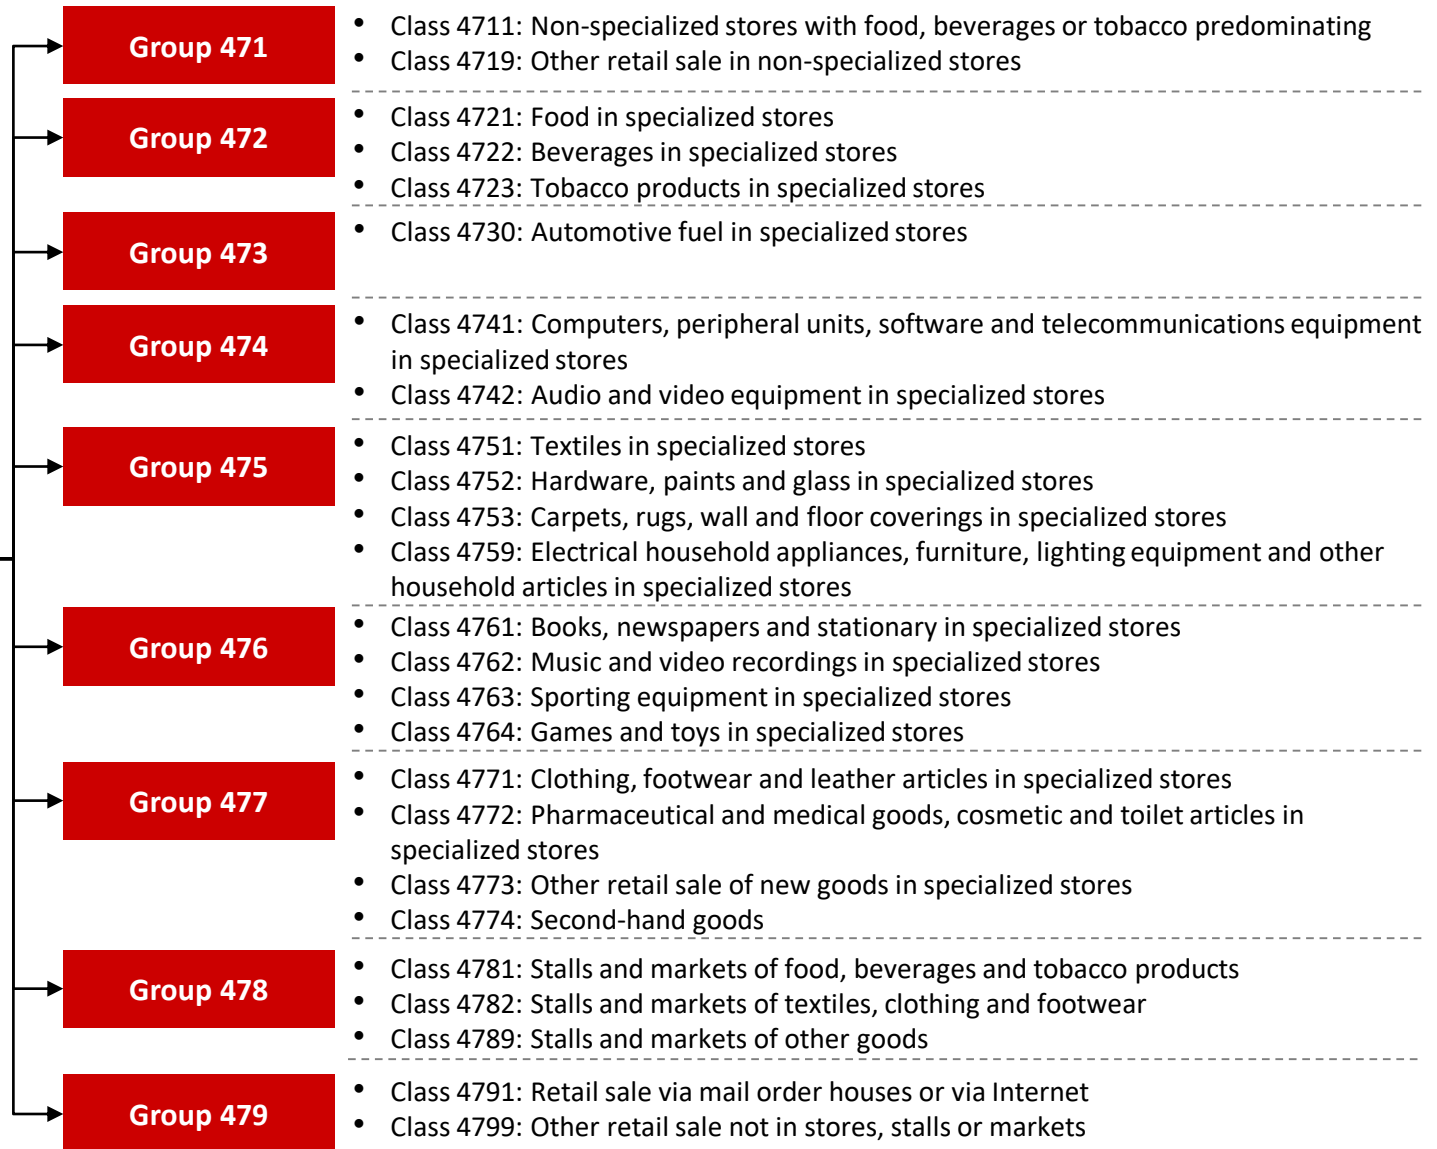 Group 471
• Class 4711: Non-specialized stores with food, beverages or tobacco predominating
• Class 4719: Other retail sale in non-specialized stores
Group 472
• Class 4721: Food in specialized stores
• Class 4722: Beverages in specialized stores
• Class 4723: Tobacco products in specialized stores
Group 473
• Class 4730: Automotive fuel in specialized stores
Group 474
• Class 4741: Computers, peripheral units, software and telecommunications equipment
in specialized stores
• Class 4742: Audio and video equipment in specialized stores
Group 475
• Class 4751: Textiles in specialized stores
• Class 4752: Hardware, paints and glass in specialized stores
• Class 4753: Carpets, rugs, wall and floor coverings in specialized stores
• Class 4759: Electrical household appliances, furniture, lighting equipment and other
household articles in specialized stores
Group 476
• Class 4761: Books, newspapers and stationary in specialized stores
• Class 4762: Music and video recordings in specialized stores
• Class 4763: Sporting equipment in specialized stores
• Class 4764: Games and toys in specialized stores
Group 477
• Class 4771: Clothing, footwear and leather articles in specialized stores
• Class 4772: Pharmaceutical and medical goods, cosmetic and toilet articles in
specialized stores
• Class 4773: Other retail sale of new goods in specialized stores
• Class 4774: Second-hand goods
Group 478
• Class 4781: Stalls and markets of food, beverages and tobacco products
• Class 4782: Stalls and markets of textiles, clothing and footwear
• Class 4789: Stalls and markets of other goods
Group 479
• Class 4791: Retail sale via mail order houses or via Internet
• Class 4799: Other retail sale not in stores, stalls or markets